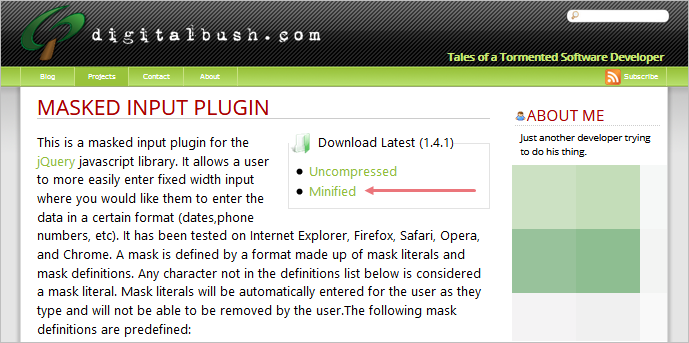 digitalbush.com
Tales of a Tormented Software Developer
Blog
Projects
Contact
About
Subscribe
MASKED INPUT PLUGIN
This is a masked input plugin for the
jQuery javascript library. It allows a user
to more easily enter fixed width input
where you would like them to enter the
data in a certain format (dates,phone
numbers, etc). It has been tested on Internet Explorer, Firefox, Safari, Opera,
and Chrome. A mask is defined by a format made up of mask literals and
mask definitions. Any character not in the definitions list below is considered
a mask literal. Mask literals will be automatically entered for the user as they
type and will not be able to be removed by the user.The following mask
definitions are predefined:
Download Latest (1.4.1)
Uncompressed
Minified
ABOUT ME
Just another developer trying
to do his thing.